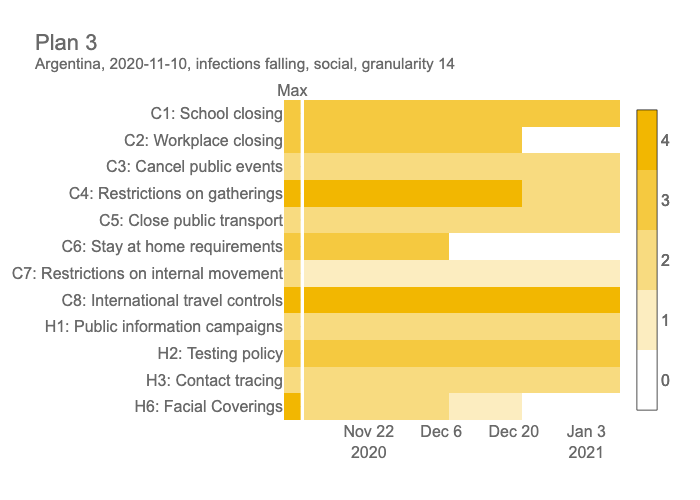 Plan 3
Argentina, 2020-11-10, infections falling, social, granularity 14
Max
C1: School closing
C2: Workplace closing
C3: Cancel public events
C4: Restrictions on gatherings
C5: Close public transport
C6: Stay at home requirements
C7: Restrictions on internal movement
C8: International travel controls
H1: Public information campaigns
H2: Testing policy
H3: Contact tracing
H6: Facial Coverings
4
3
2
1
0
Nov 22 Dec 6 Dec 20 Jan 3
2020 2021